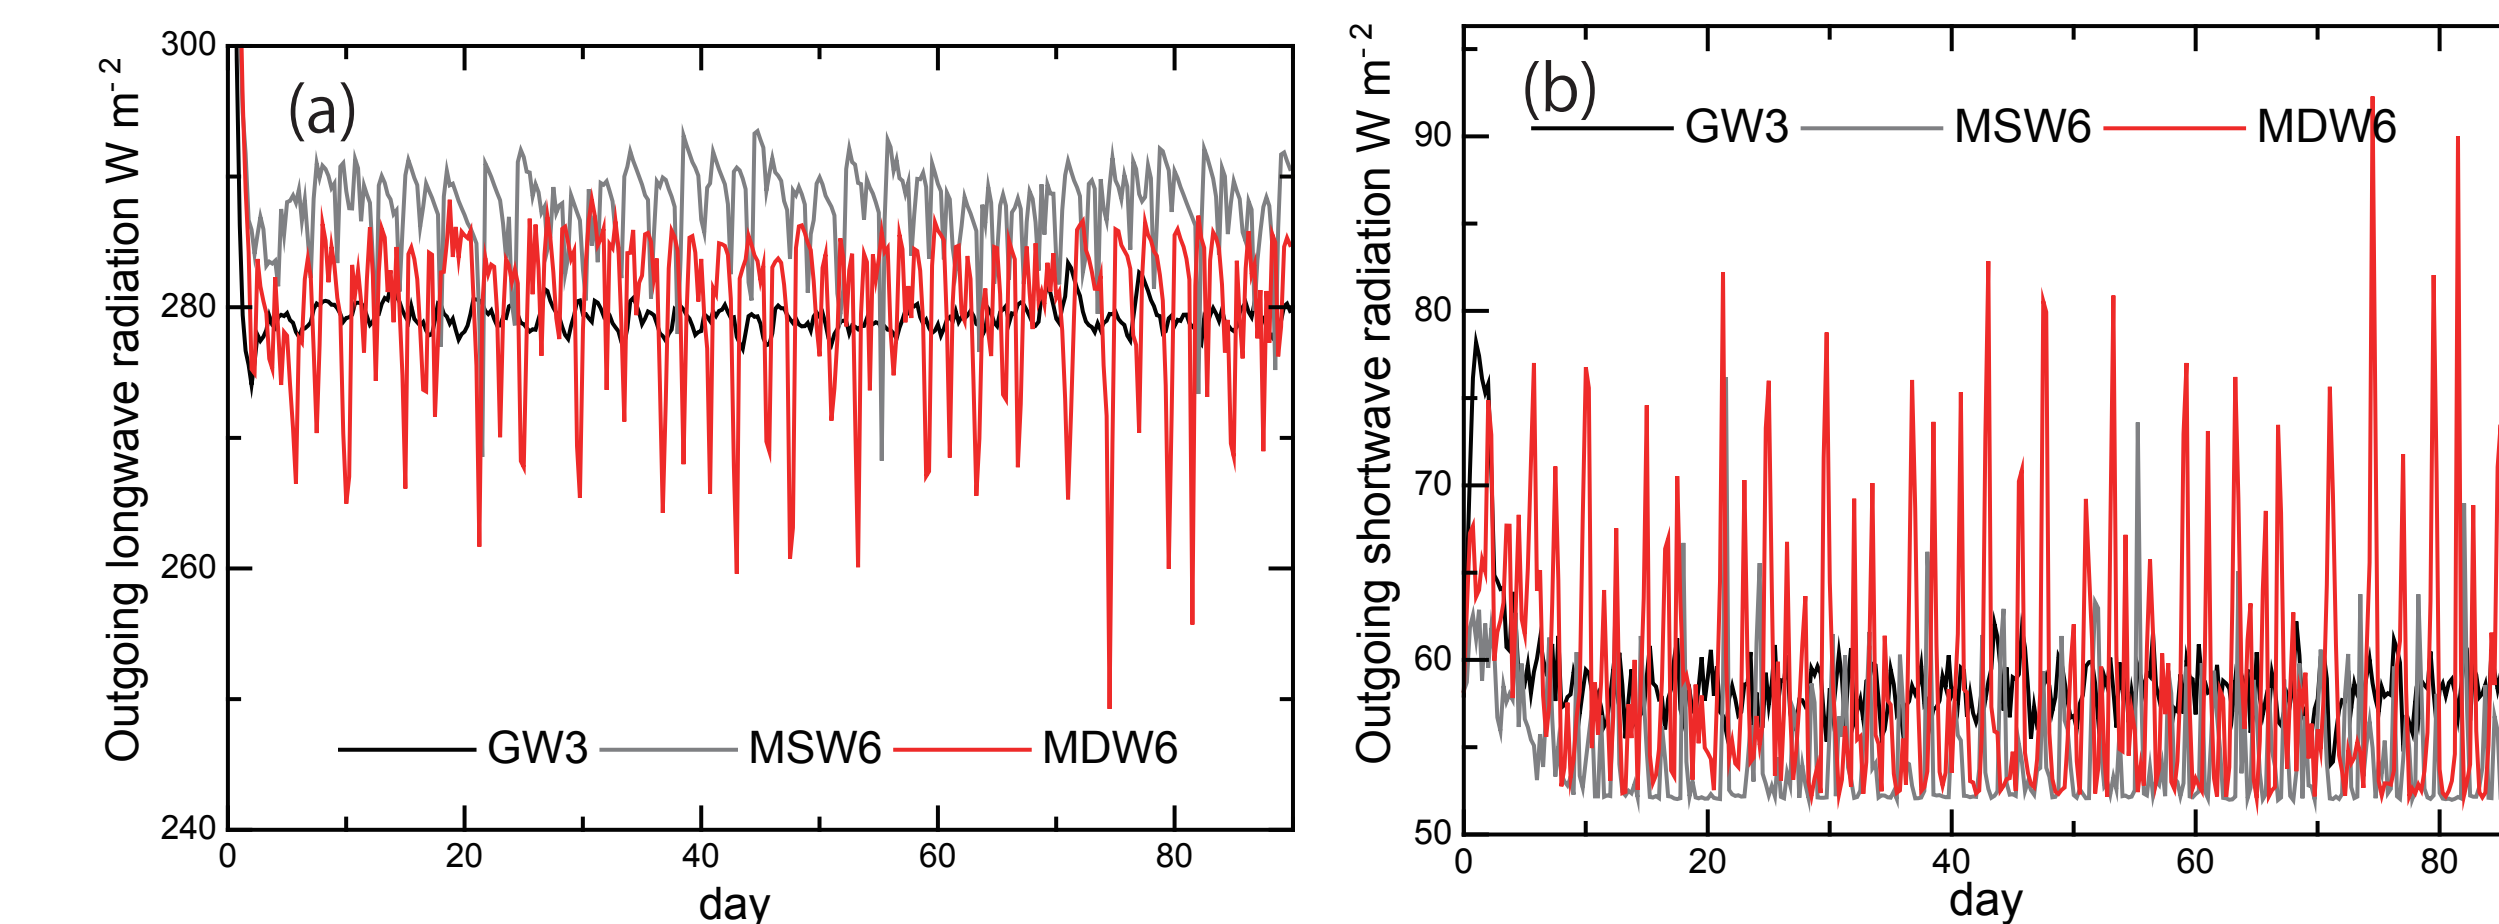 Outgoing longwave radiation W m⁻²
300
280
260
240
(a)
GW3 MSW6 MDW6
0 20 40 60 80
day
Outgoing shortwave radiation W m⁻²
90
80
70
60
50
(b)
GW3 MSW6 MDW6
0 20 40 60 80
day